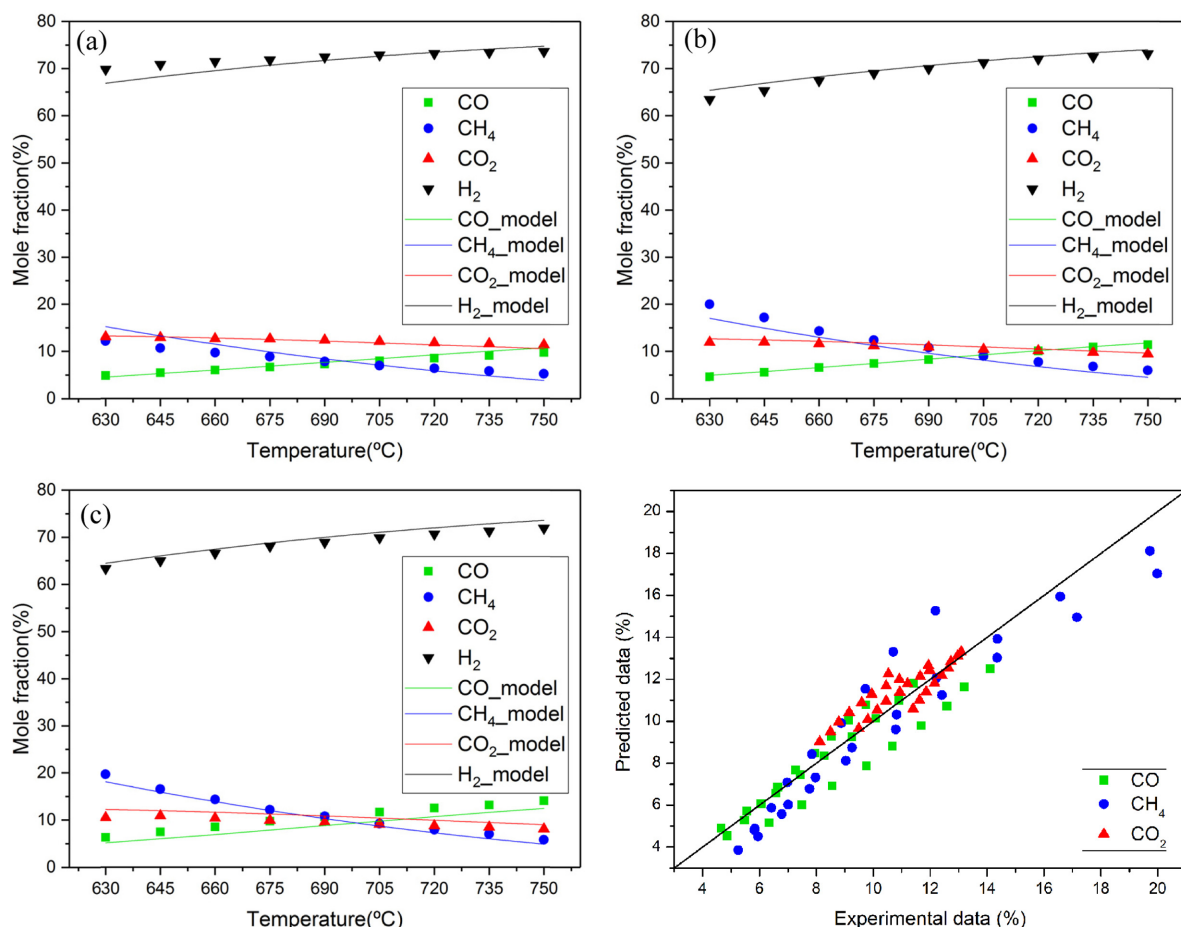 (a)
80
70
60
50
40
30
20
10
0
Mole fraction(%)
CO
CH₄
CO₂
H₂
CO_model
CH₄_model
CO₂_model
H₂_model
630 645 660 675 690 705 720 735 750
Temperature(ºC)
(b)
80
70
60
50
40
30
20
10
0
Mole fraction(%)
CO
CH₄
CO₂
H₂
CO_model
CH₄_model
CO₂_model
H₂_model
630 645 660 675 690 705 720 735 750
Temperature(ºC)
(c)
80
70
60
50
40
30
20
10
0
Mole fraction(%)
CO
CH₄
CO₂
H₂
CO_model
CH₄_model
CO₂_model
H₂_model
630 645 660 675 690 705 720 735 750
Temperature(ºC)
20
18
16
14
12
10
8
6
4
Predicted data (%)
CO
CH₄
CO₂
4 6 8 10 12 14 16 18 20
Experimental data (%)